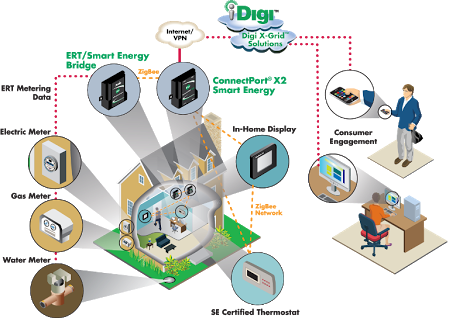 iDigi
Digi X-Grid
Solutions
Internet/
VPN
ERT/Smart Energy
Bridge
ZigBee
ConnectPort® X2
Smart Energy
ERT Metering
Data
Electric Meter
In-Home Display
Consumer
Engagement
Gas Meter
ZigBee
Network
Water Meter
SE Certified Thermostat